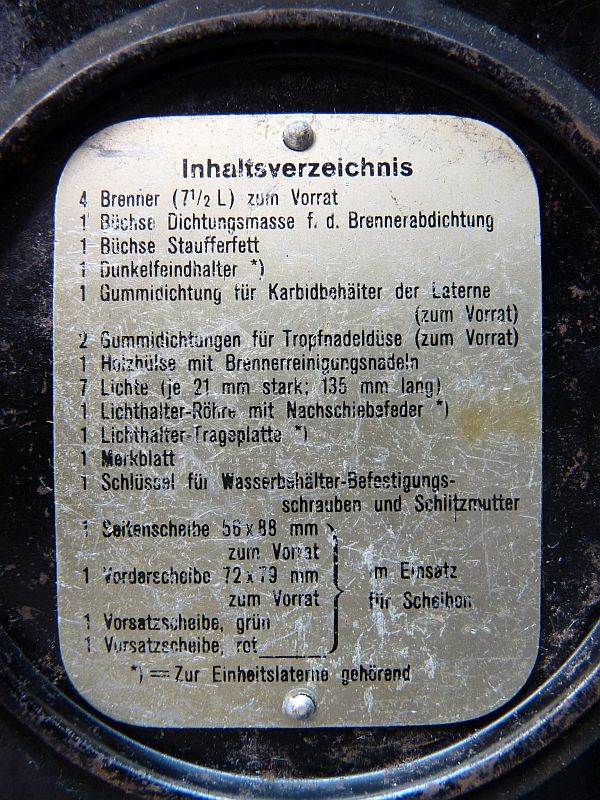 Inhaltsverzeichnis
4 Brenner (7 1/2 L) zum Vorrat
1 Büchse Dichtungsmasse f. d. Brennerabdichtung
1 Büchse Staufferfett
1 Dunkelfeindhalter *)
1 Gummidichtung für Karbidbehälter der Laterne
(zum Vorrat)
2 Gummidichtungen für Tropfnadeldüse (zum Vorrat)
1 Holzhülse mit Brennerreinigungsnadeln
7 Lichte (je 21 mm stark; 135 mm lang)
1 Lichthalter-Röhre mit Nachschiebefeder *)
1 Lichthalter-Trageplatte *)
1 Merkblatt
1 Schlüssel für Wasserbehälter-Befestigungs-
schrauben und Schlitzmutter
1 Seitenscheibe 56 x 88 mm
zum Vorrat
1 Vorderscheibe 72 x 79 mm im Einsatz
zum Vorrat für Scheiben
1 Vorsatzscheibe, grün
1 Vorsatzscheibe, rot
*) = Zur Einheitslaterne gehörend